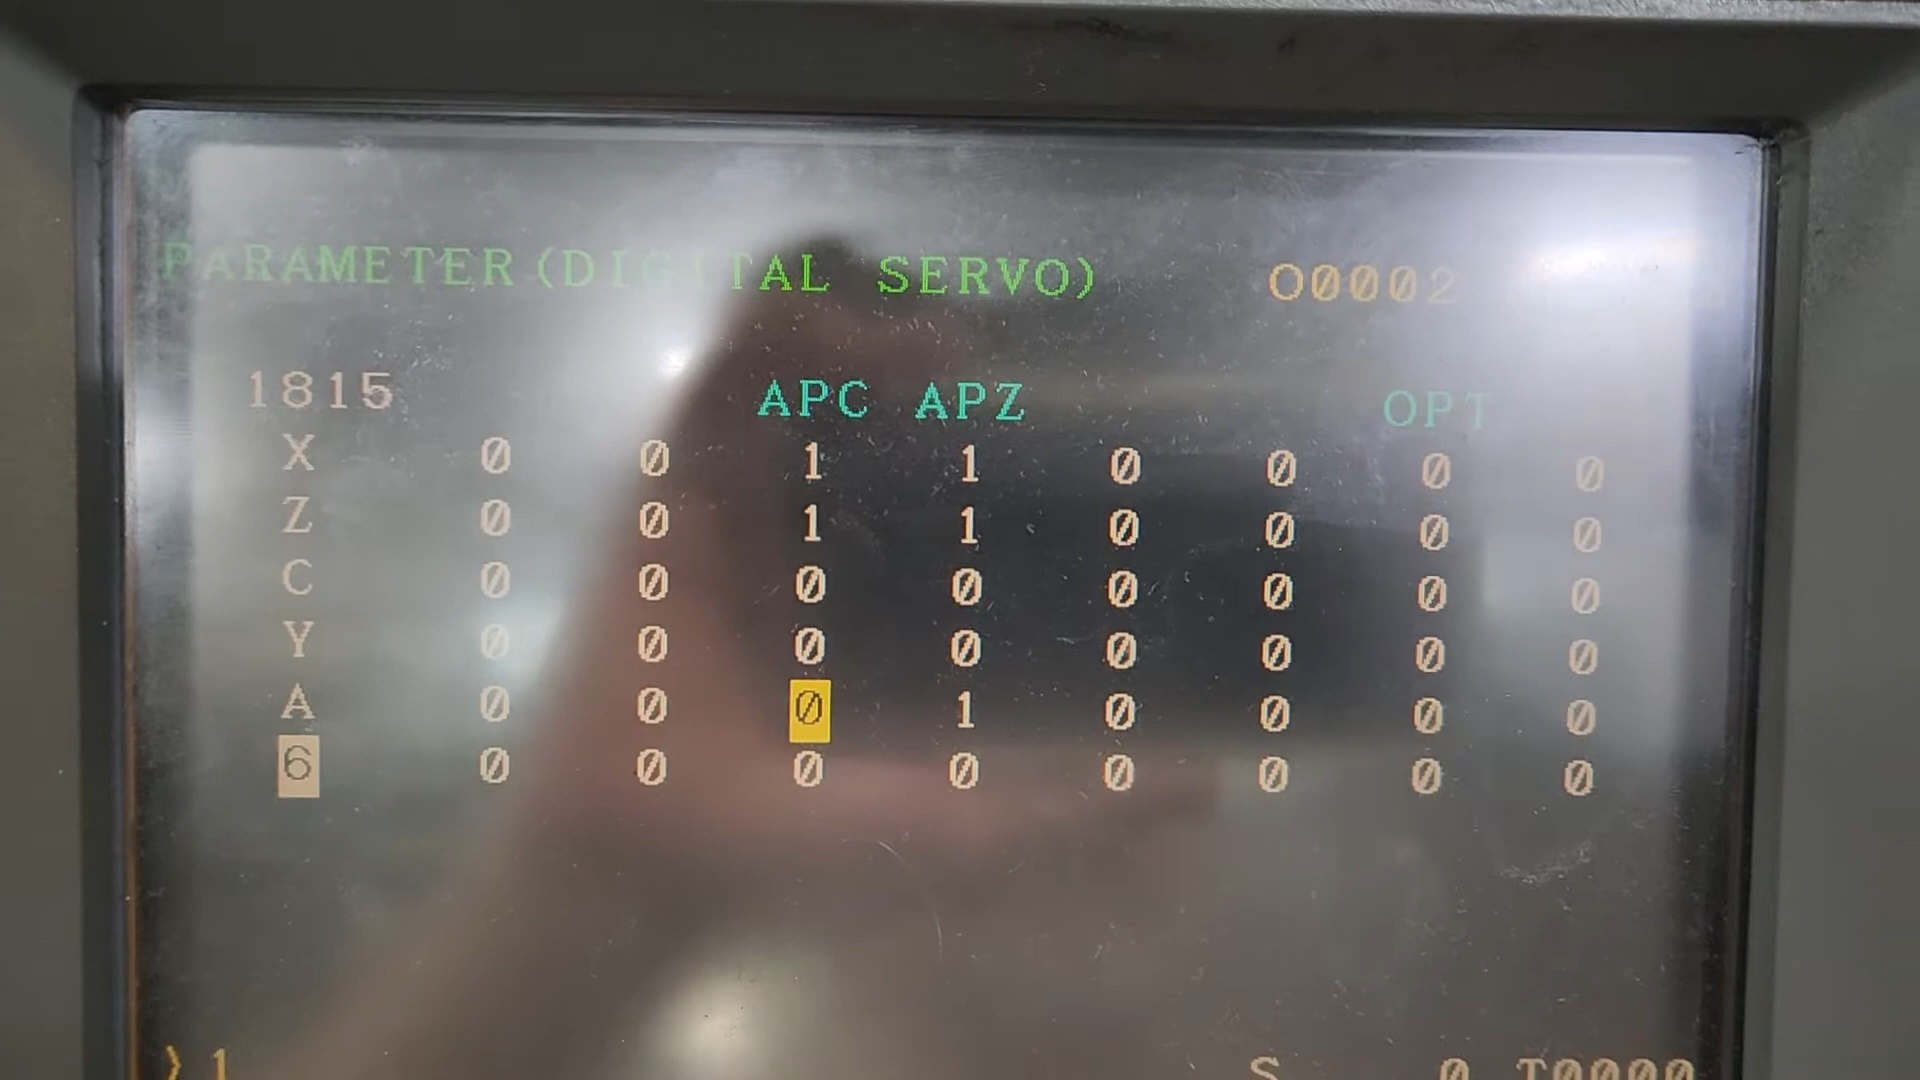 PARAMETER(DIGITAL SERVO) O0002
1815 APC APZ OPT
X 0 0 1 1 0 0 0 0
Z 0 0 1 1 0 0 0 0
C 0 0 0 0 0 0 0 0
Y 0 0 0 0 0 0 0 0
A 0 0 0 1 0 0 0 0
6 0 0 0 0 0 0 0 0
)1 S 0 T0000